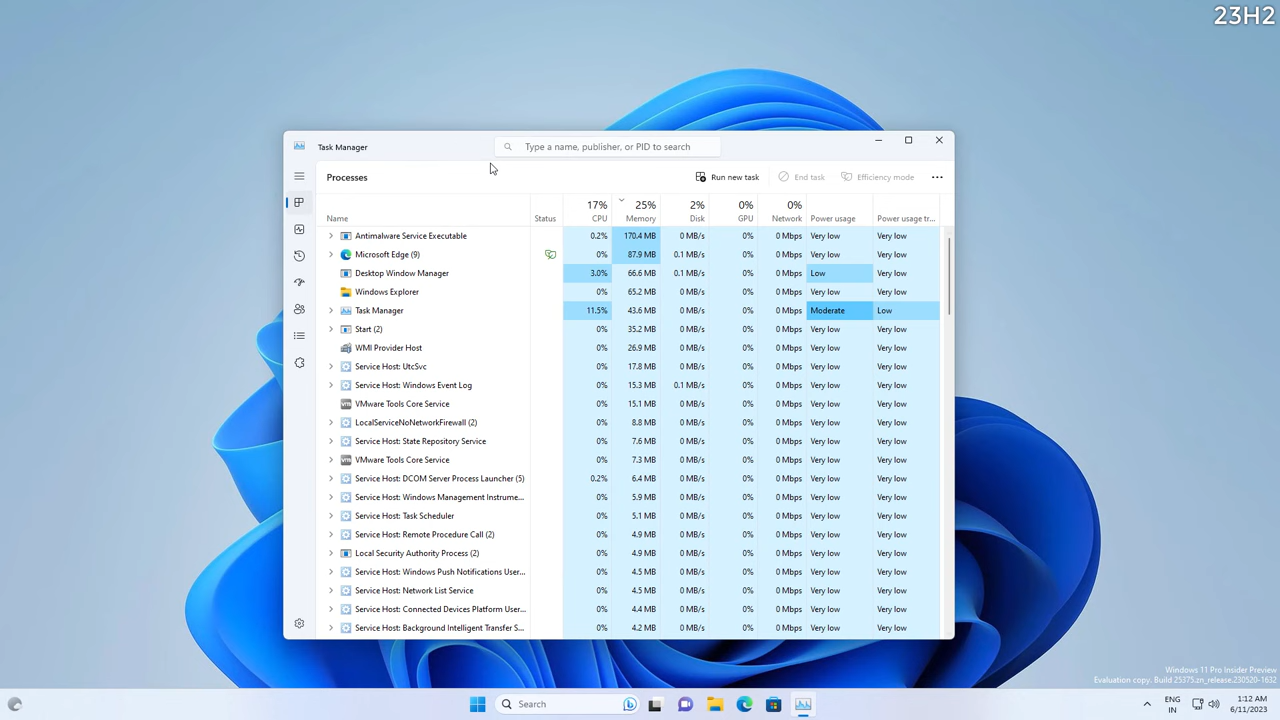 23H2
Task Manager
Type a name, publisher, or PID to search
Processes
Run new task End task Efficiency mode
17% 25% 2% 0% 0%
Name Status CPU Memory Disk GPU Network Power usage Power usage tr...
Antimalware Service Executable 0.2% 170.4 MB 0 MB/s 0% 0 Mbps Very low Very low
Microsoft Edge (9) 0% 87.9 MB 0.1 MB/s 0% 0 Mbps Very low Very low
Desktop Window Manager 3.0% 66.6 MB 0.1 MB/s 0% 0 Mbps Low Very low
Windows Explorer 0% 65.2 MB 0 MB/s 0% 0 Mbps Very low Very low
Task Manager 11.5% 43.6 MB 0 MB/s 0% 0 Mbps Moderate Low
Start (2) 0% 35.2 MB 0 MB/s 0% 0 Mbps Very low Very low
WMI Provider Host 0% 26.9 MB 0 MB/s 0% 0 Mbps Very low Very low
Service Host: UtcSvc 0% 17.8 MB 0 MB/s 0% 0 Mbps Very low Very low
Service Host: Windows Event Log 0% 15.3 MB 0.1 MB/s 0% 0 Mbps Very low Very low
VMware Tools Core Service 0% 15.1 MB 0 MB/s 0% 0 Mbps Very low Very low
LocalServiceNoNetworkFirewall (2) 0% 8.8 MB 0 MB/s 0% 0 Mbps Very low Very low
Service Host: State Repository Service 0% 7.6 MB 0 MB/s 0% 0 Mbps Very low Very low
VMware Tools Core Service 0% 7.3 MB 0 MB/s 0% 0 Mbps Very low Very low
Service Host: DCOM Server Process Launcher (5) 0.2% 6.4 MB 0 MB/s 0% 0 Mbps Very low Very low
Service Host: Windows Management Instrume... 0% 5.9 MB 0 MB/s 0% 0 Mbps Very low Very low
Service Host: Task Scheduler 0% 5.1 MB 0 MB/s 0% 0 Mbps Very low Very low
Service Host: Remote Procedure Call (2) 0% 4.9 MB 0 MB/s 0% 0 Mbps Very low Very low
Local Security Authority Process (2) 0% 4.9 MB 0 MB/s 0% 0 Mbps Very low Very low
Service Host: Windows Push Notifications User... 0% 4.5 MB 0 MB/s 0% 0 Mbps Very low Very low
Service Host: Network List Service 0% 4.5 MB 0 MB/s 0% 0 Mbps Very low Very low
Service Host: Connected Devices Platform User... 0% 4.4 MB 0 MB/s 0% 0 Mbps Very low Very low
Service Host: Background Intelligent Transfer S... 0% 4.2 MB 0 MB/s 0% 0 Mbps Very low Very low
Windows 11 Pro Insider Preview
Evaluation copy. Build 25375.zn_release.230520-1632
Search
ENG
IN
1:12 AM
6/11/2023